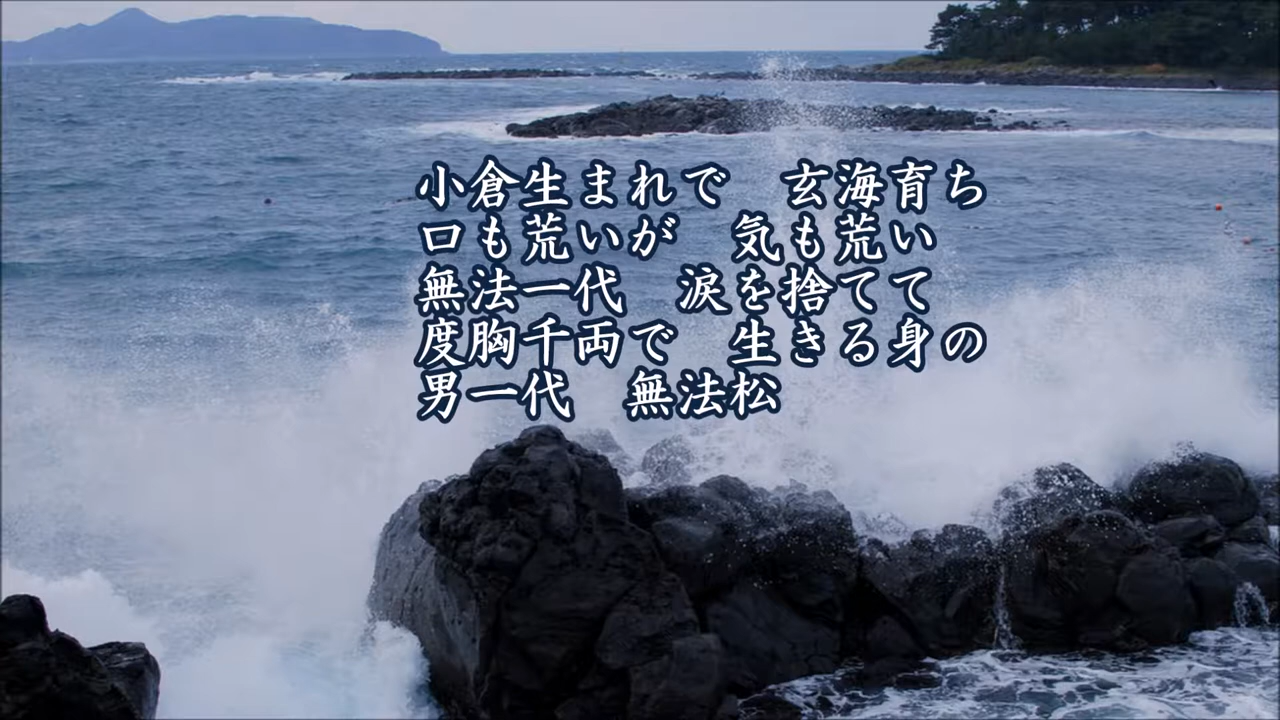 小倉生まれで　玄海育ち
口も荒いが　気も荒い
無法一代　涙を捨てて
度胸千両で　生きる身の
男一代　無法松